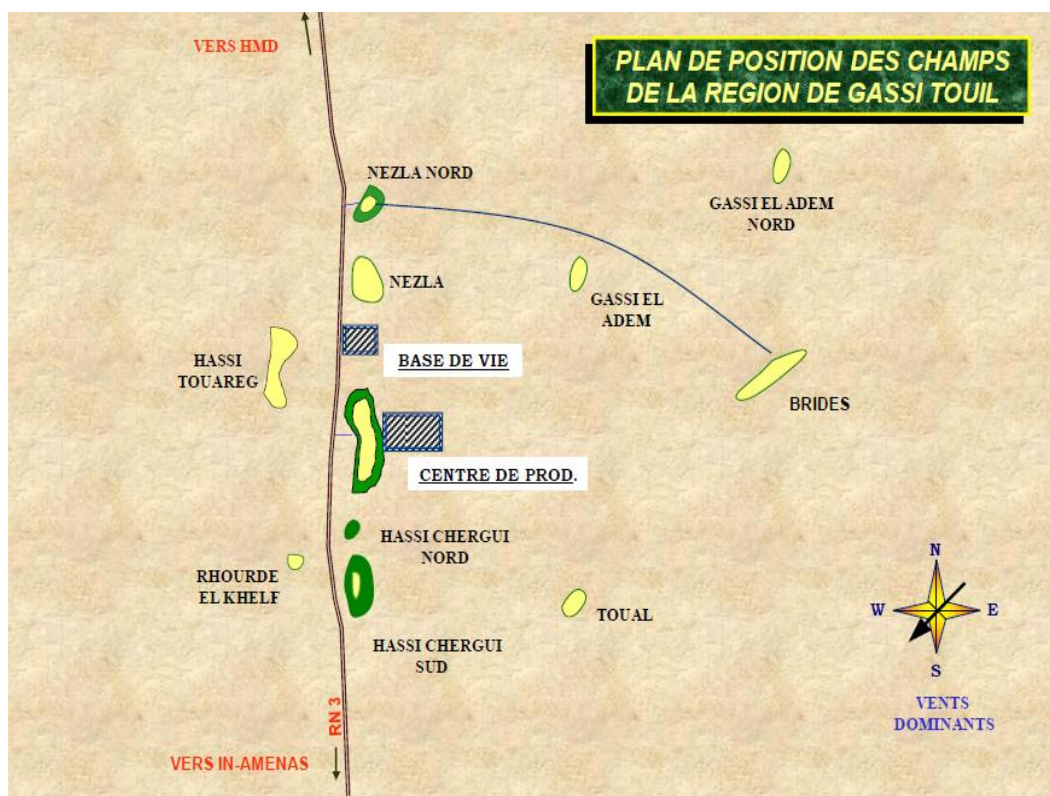 VERS HMD
PLAN DE POSITION DES CHAMPS
DE LA REGION DE GASSI TOUIL
NEZLA NORD
GASSI EL ADEM
NORD
NEZLA
GASSI EL
ADEM
HASSI
TOUAREG
BASE DE VIE
BRIDES
CENTRE DE PROD.
HASSI CHERGUI
NORD
RHOURDE
EL KHELF
TOUAL
HASSI CHERGUI
SUD
N
W
E
S
VENTS
DOMINANTS
RN 3
VERS IN-AMENAS